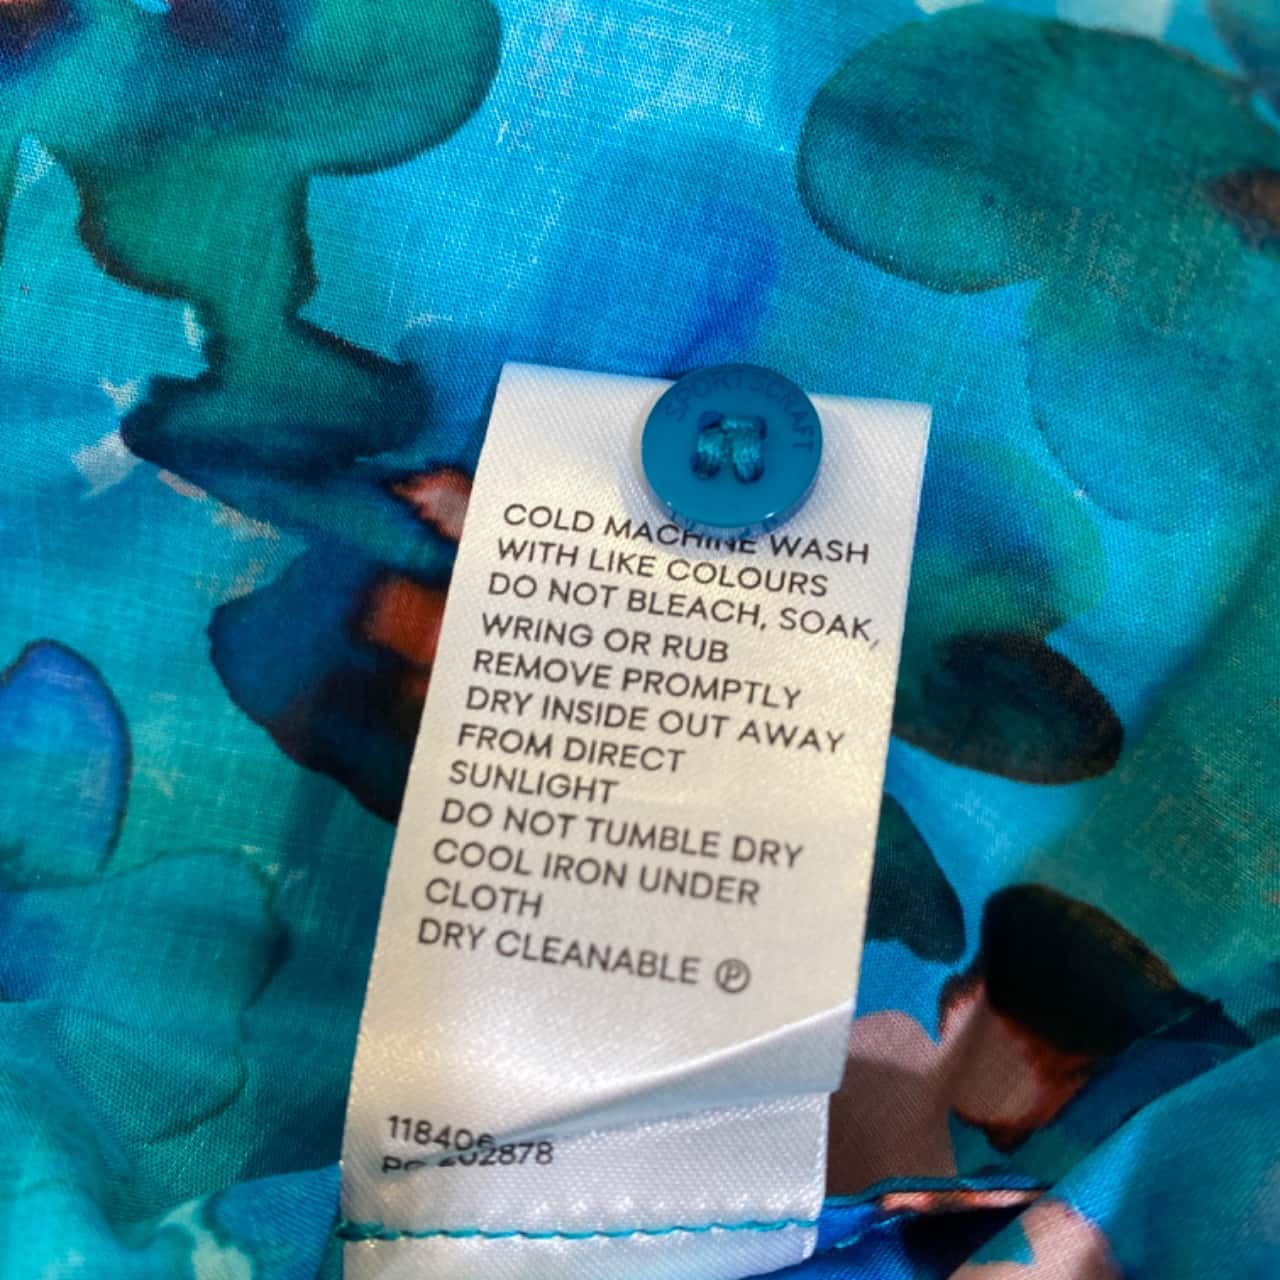 SPORTSCRAFT
COLD MACHINE WASH
WITH LIKE COLOURS
DO NOT BLEACH, SOAK,
WRING OR RUB
REMOVE PROMPTLY
DRY INSIDE OUT AWAY
FROM DIRECT
SUNLIGHT
DO NOT TUMBLE DRY
COOL IRON UNDER
CLOTH
DRY CLEANABLE Ⓟ
118406